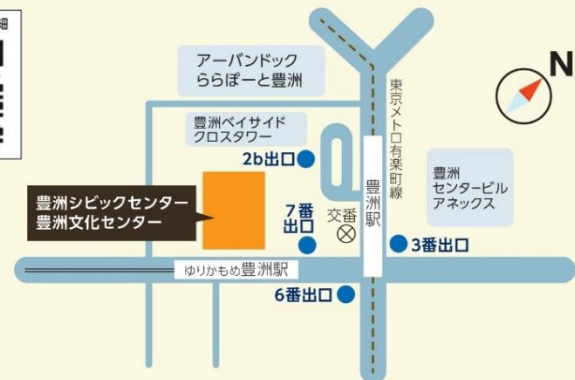 細
アーバンドック
ららぽーと豊洲
N
東京メトロ有楽町線
豊洲ベイサイド
クロスタワー
2b出口
豊洲
センタービル
アネックス
豊洲シビックセンター
豊洲文化センター
7番
出口
交番
豊洲駅
3番出口
ゆりかもめ豊洲駅
6番出口